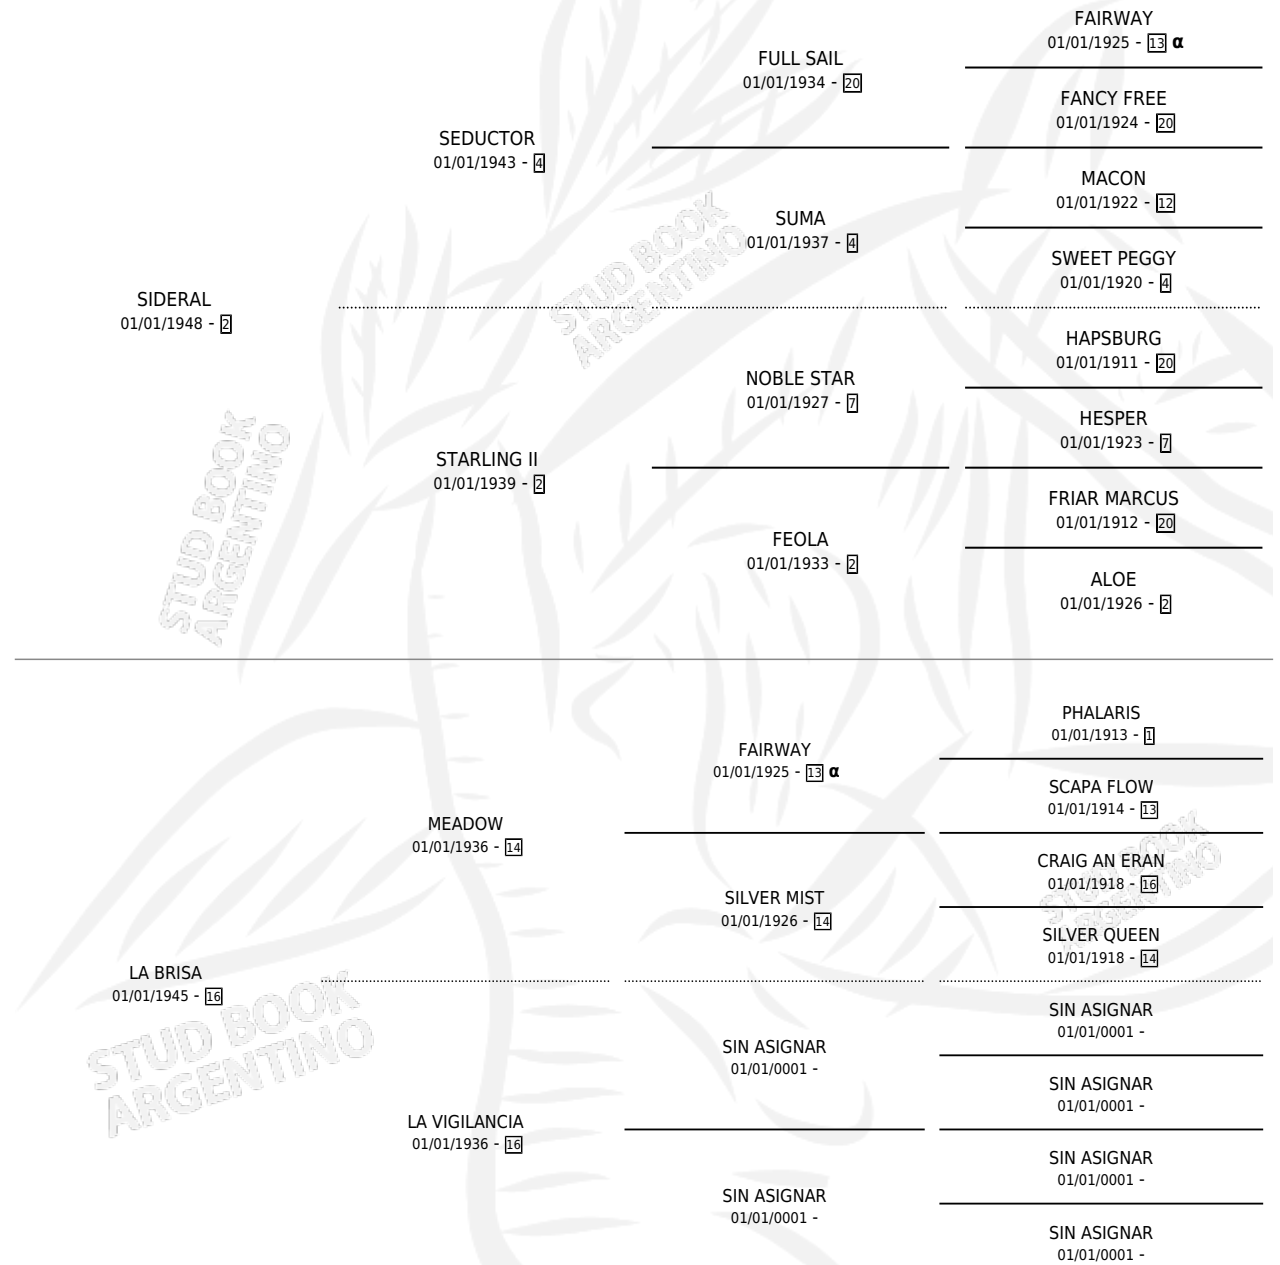 FAIRWAY
01/01/1925 - 13 α
FULL SAIL
01/01/1934 - 20
FANCY FREE
01/01/1924 - 20
SEDUCTOR
01/01/1943 - 4
MACON
01/01/1922 - 12
SUMA
01/01/1937 - 4
SWEET PEGGY
01/01/1920 - 4
STUD BOOK
ARGENTINO
SIDERAL
01/01/1948 - 2
HAPSBURG
01/01/1911 - 20
NOBLE STAR
01/01/1927 - 7
HESPER
01/01/1923 - 7
STARLING II
01/01/1939 - 2
FRIAR MARCUS
01/01/1912 - 20
FEOLA
01/01/1933 - 2
ALOE
01/01/1926 - 2
STUD BOOK
ARGENTINO
PHALARIS
01/01/1913 - 1
FAIRWAY
01/01/1925 - 13 α
SCAPA FLOW
01/01/1914 - 13
MEADOW
01/01/1936 - 14
CRAIG AN ERAN
01/01/1918 - 16
SILVER MIST
01/01/1926 - 14
SILVER QUEEN
01/01/1918 - 14
STUD BOOK
ARGENTINO
LA BRISA
01/01/1945 - 16
SIN ASIGNAR
01/01/0001 -
SIN ASIGNAR
01/01/0001 -
SIN ASIGNAR
01/01/0001 -
STUD BOOK
ARGENTINO
LA VIGILANCIA
01/01/1936 - 16
SIN ASIGNAR
01/01/0001 -
SIN ASIGNAR
01/01/0001 -
SIN ASIGNAR
01/01/0001 -